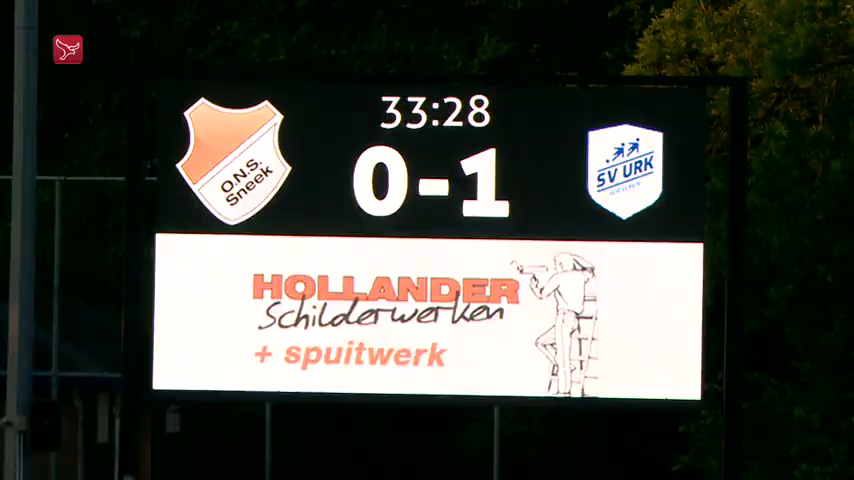 33:28
0-1
O.N.S.
Sneek
SV URK
HOLLANDER
Schilderwerken
+ spuitwerk